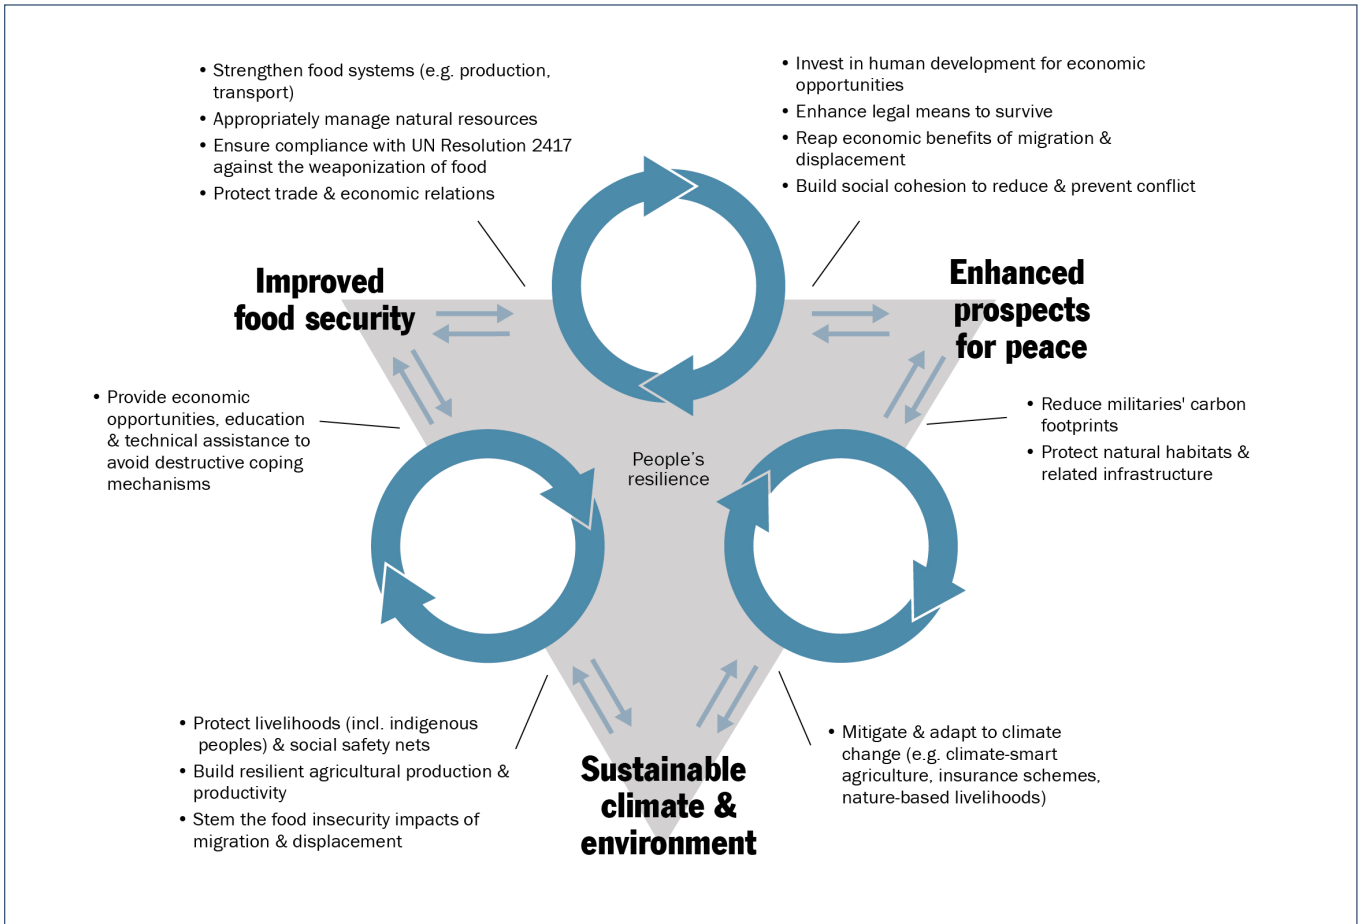 • Strengthen food systems (e.g. production,
transport)
• Appropriately manage natural resources
• Ensure compliance with UN Resolution 2417
against the weaponization of food
• Protect trade & economic relations
• Invest in human development for economic
opportunities
• Enhance legal means to survive
• Reap economic benefits of migration &
displacement
• Build social cohesion to reduce & prevent conflict
Improved
food security
Enhanced
prospects
for peace
• Provide economic
opportunities, education
& technical assistance to
avoid destructive coping
mechanisms
People's
resilience
• Reduce militaries' carbon
footprints
• Protect natural habitats &
related infrastructure
• Protect livelihoods (incl. indigenous
peoples) & social safety nets
• Build resilient agricultural production &
productivity
• Stem the food insecurity impacts of
migration & displacement
Sustainable
climate &
environment
• Mitigate & adapt to climate
change (e.g. climate-smart
agriculture, insurance schemes,
nature-based livelihoods)